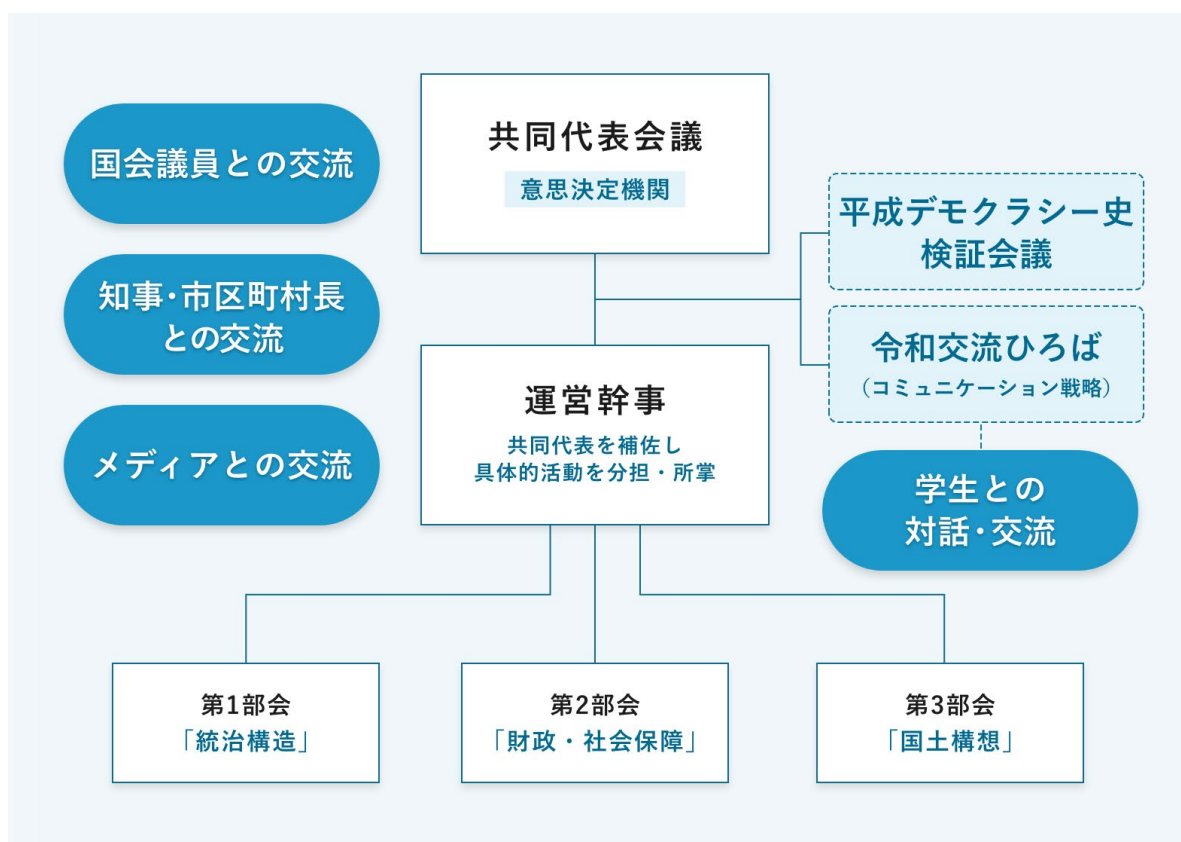 国会議員との交流
知事・市区町村長
との交流
メディアとの交流
共同代表会議
意思決定機関
平成デモクラシー史
検証会議
令和交流ひろば
（コミュニケーション戦略）
学生との
対話・交流
運営幹事
共同代表を補佐し
具体的活動を分担・所掌
第1部会
「統治構造」
第2部会
「財政・社会保障」
第3部会
「国土構想」